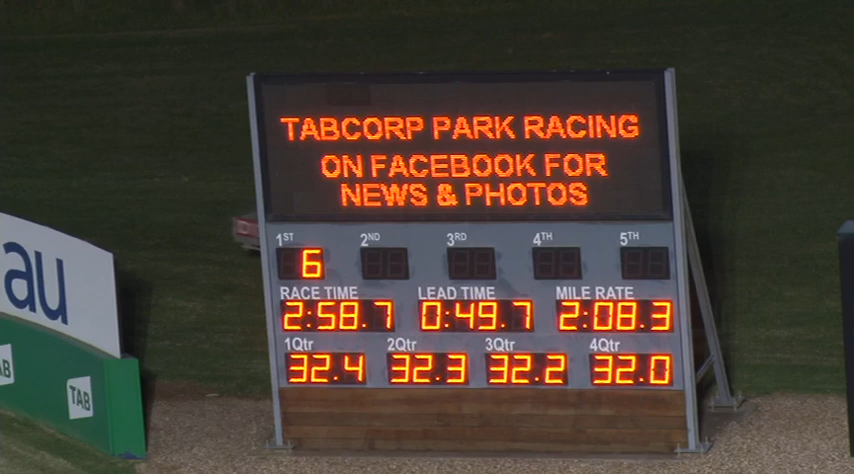 TABCORP PARK RACING
ON FACEBOOK FOR
NEWS & PHOTOS
1ST 2ND 3RD 4TH 5TH
6
RACE TIME LEAD TIME MILE RATE
2:58.7 0:49.7 2:08.3
1Qtr 2Qtr 3Qtr 4Qtr
32.4 32.3 32.2 32.0
au
AB
TAB